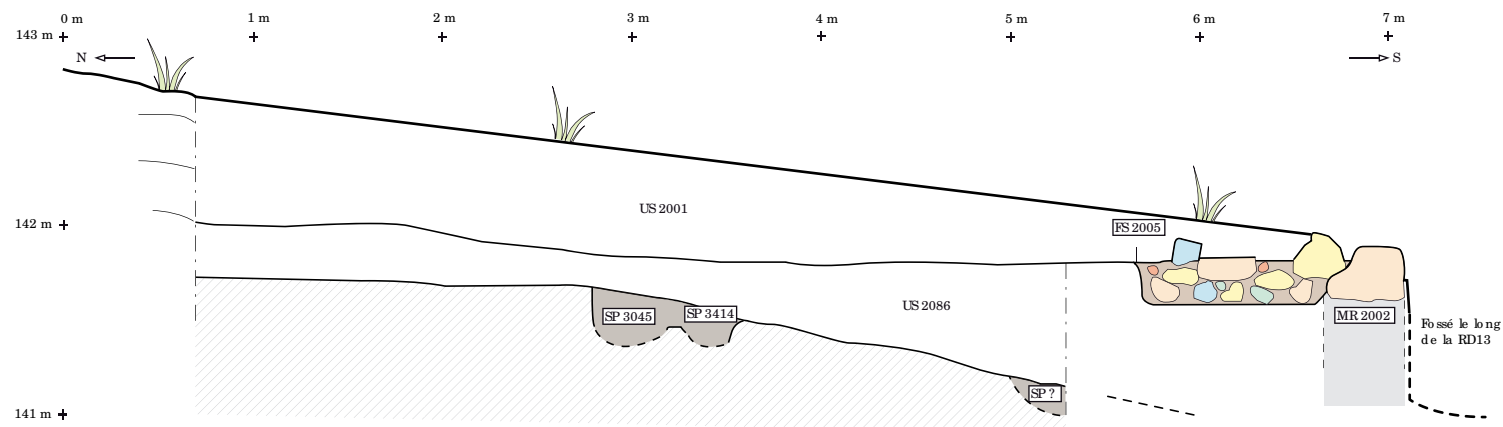 0 m 1 m 2 m 3 m 4 m 5 m 6 m 7 m
143 m
N S
US 2001
142 m
FS 2005
US 2086
SP 3045 SP 3414 MR 2002
Fossé le long
de la RD13
SP ?
141 m